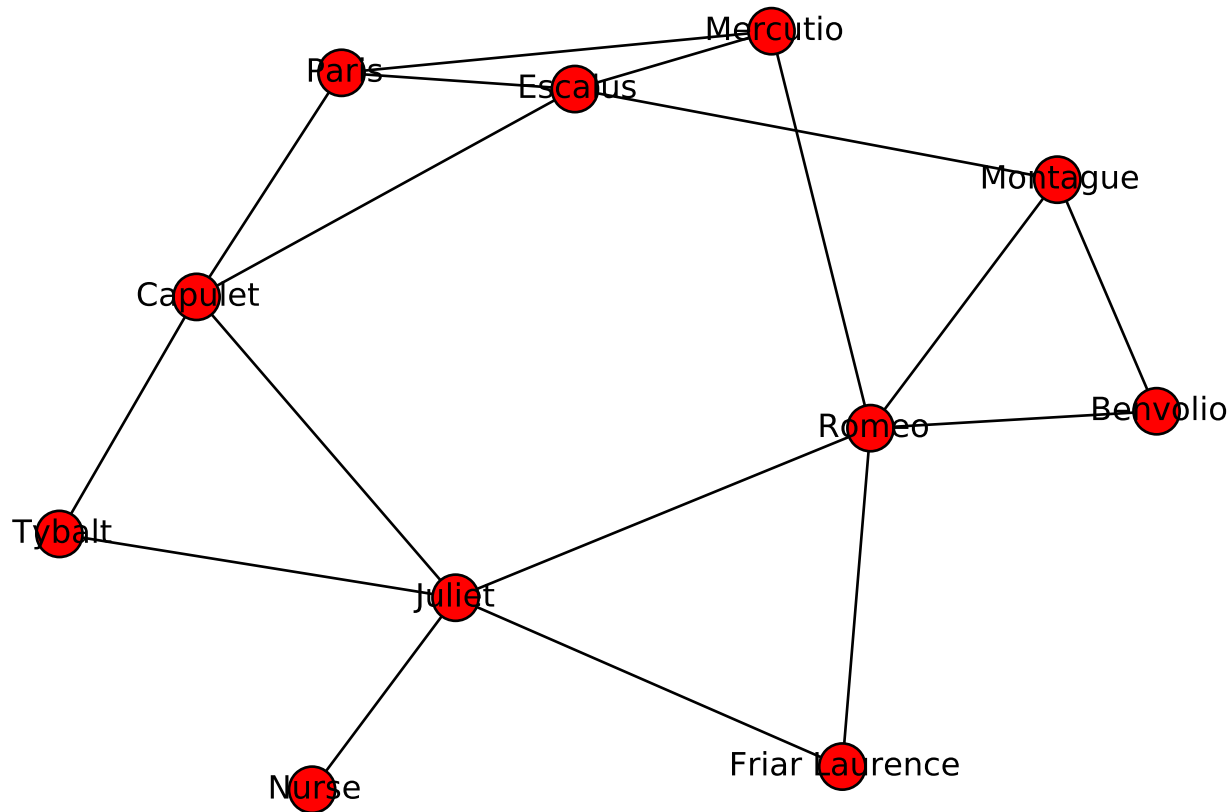 Mercutio
Paris
Escalus
Montague
Capulet
Benvolio
Romeo
Tybalt
Juliet
Friar Laurence
Nurse